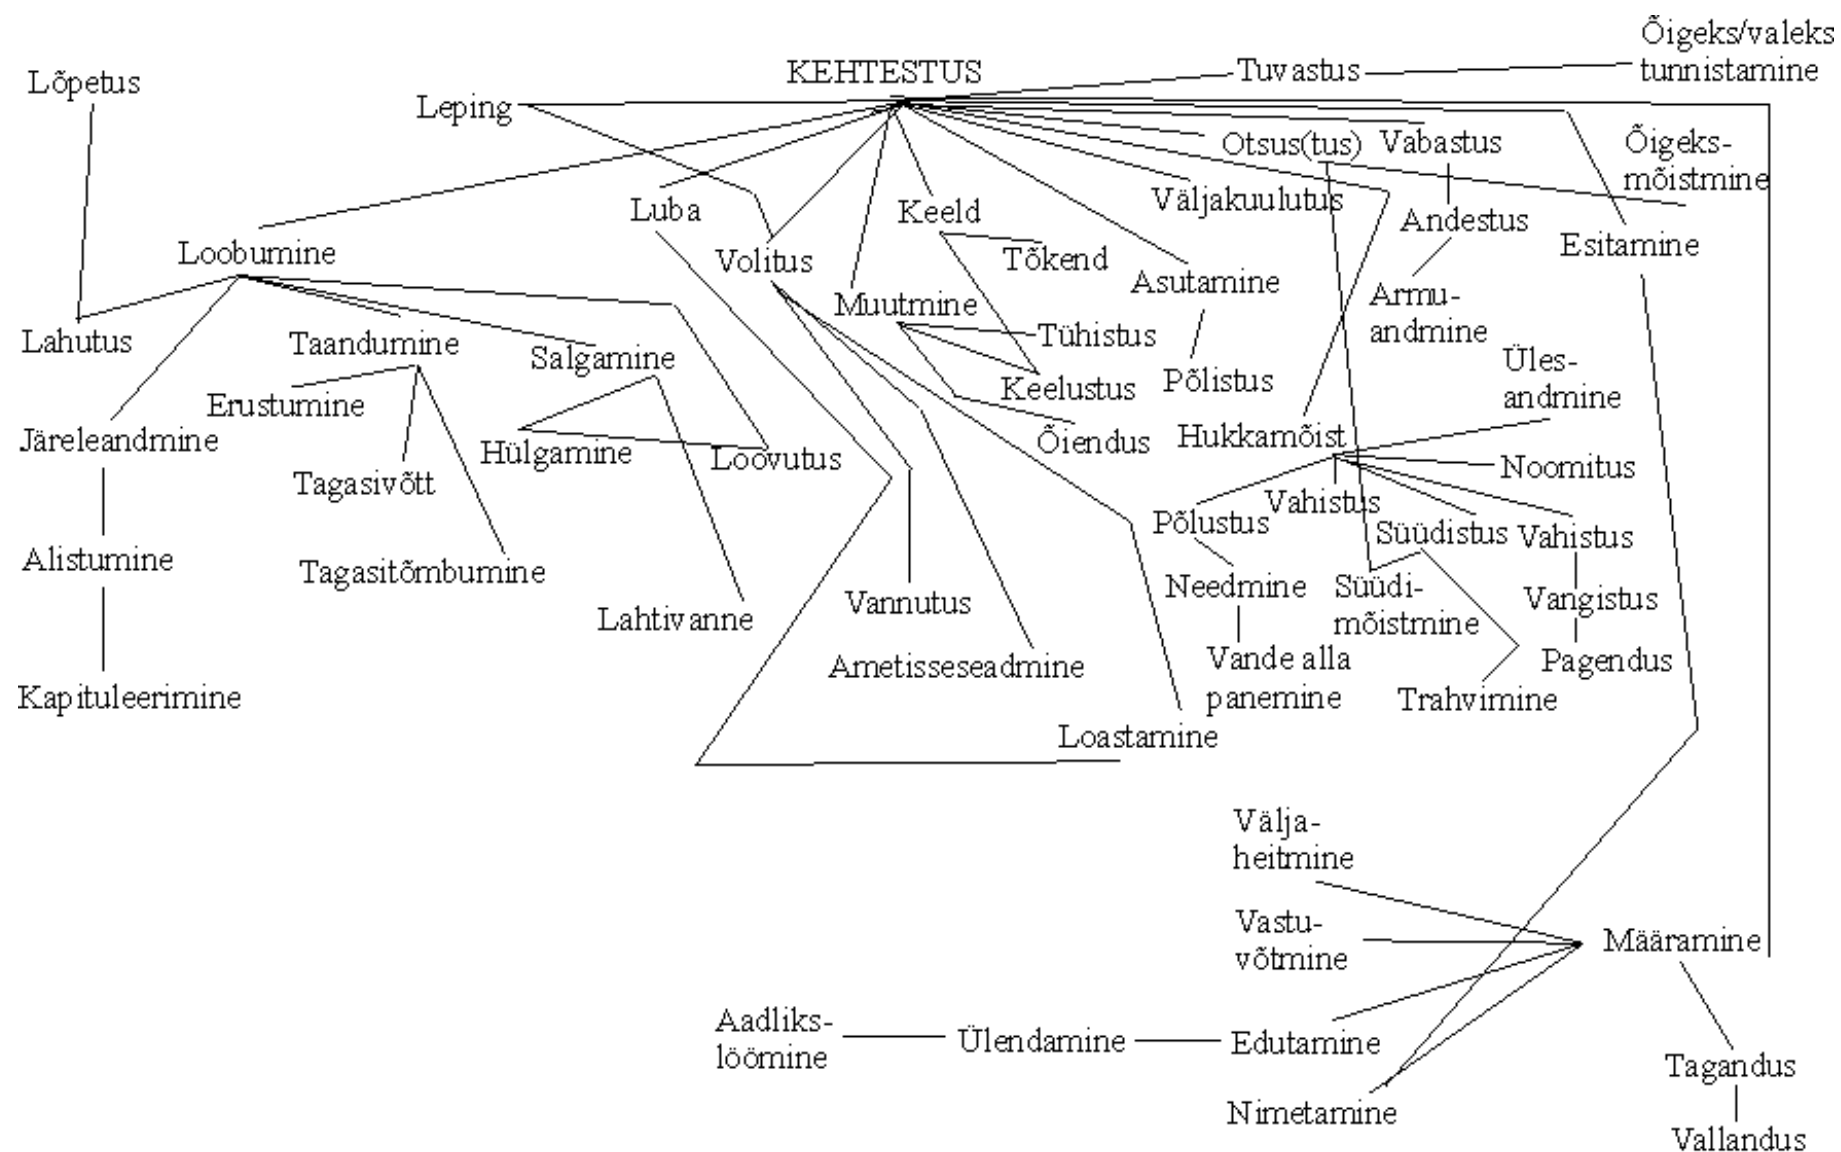 Õigeks/valeks
tunnistamine
KEHTESTUS
Tuvastus
Lõpetus
Leping
Otsus(tus)
Vabastus
Õigeks-
mõistmine
Väljakuulutus
Luba
Keeld
Andestus
Esitamine
Loobumine
Volitus
Tõkend
Asutamine
Muutmine
Armu-
andmine
Lahutus
Taandumine
Salgamine
Tühistus
Keelustus
Põlistus
Üles-
andmine
Erustumine
Järeleandmine
Hülgamine
Loovutus
Õiendus
Hukkamõist
Noomitus
Tagasivõtt
Vahistus
Põlustus
Süüdistus
Vahistus
Alistumine
Tagasitõmbumine
Needmine
Süüdi-
mõistmine
Vangistus
Lahtivanne
Vannutus
Ametisseseadmine
Vande alla
panemine
Pagendus
Kapituleerimine
Trahvimine
Loastamine
Välja-
heitmine
Vastu-
võtmine
Määramine
Aadliks-
löömine
Ülendamine
Edutamine
Tagandus
Nimetamine
Vallandus